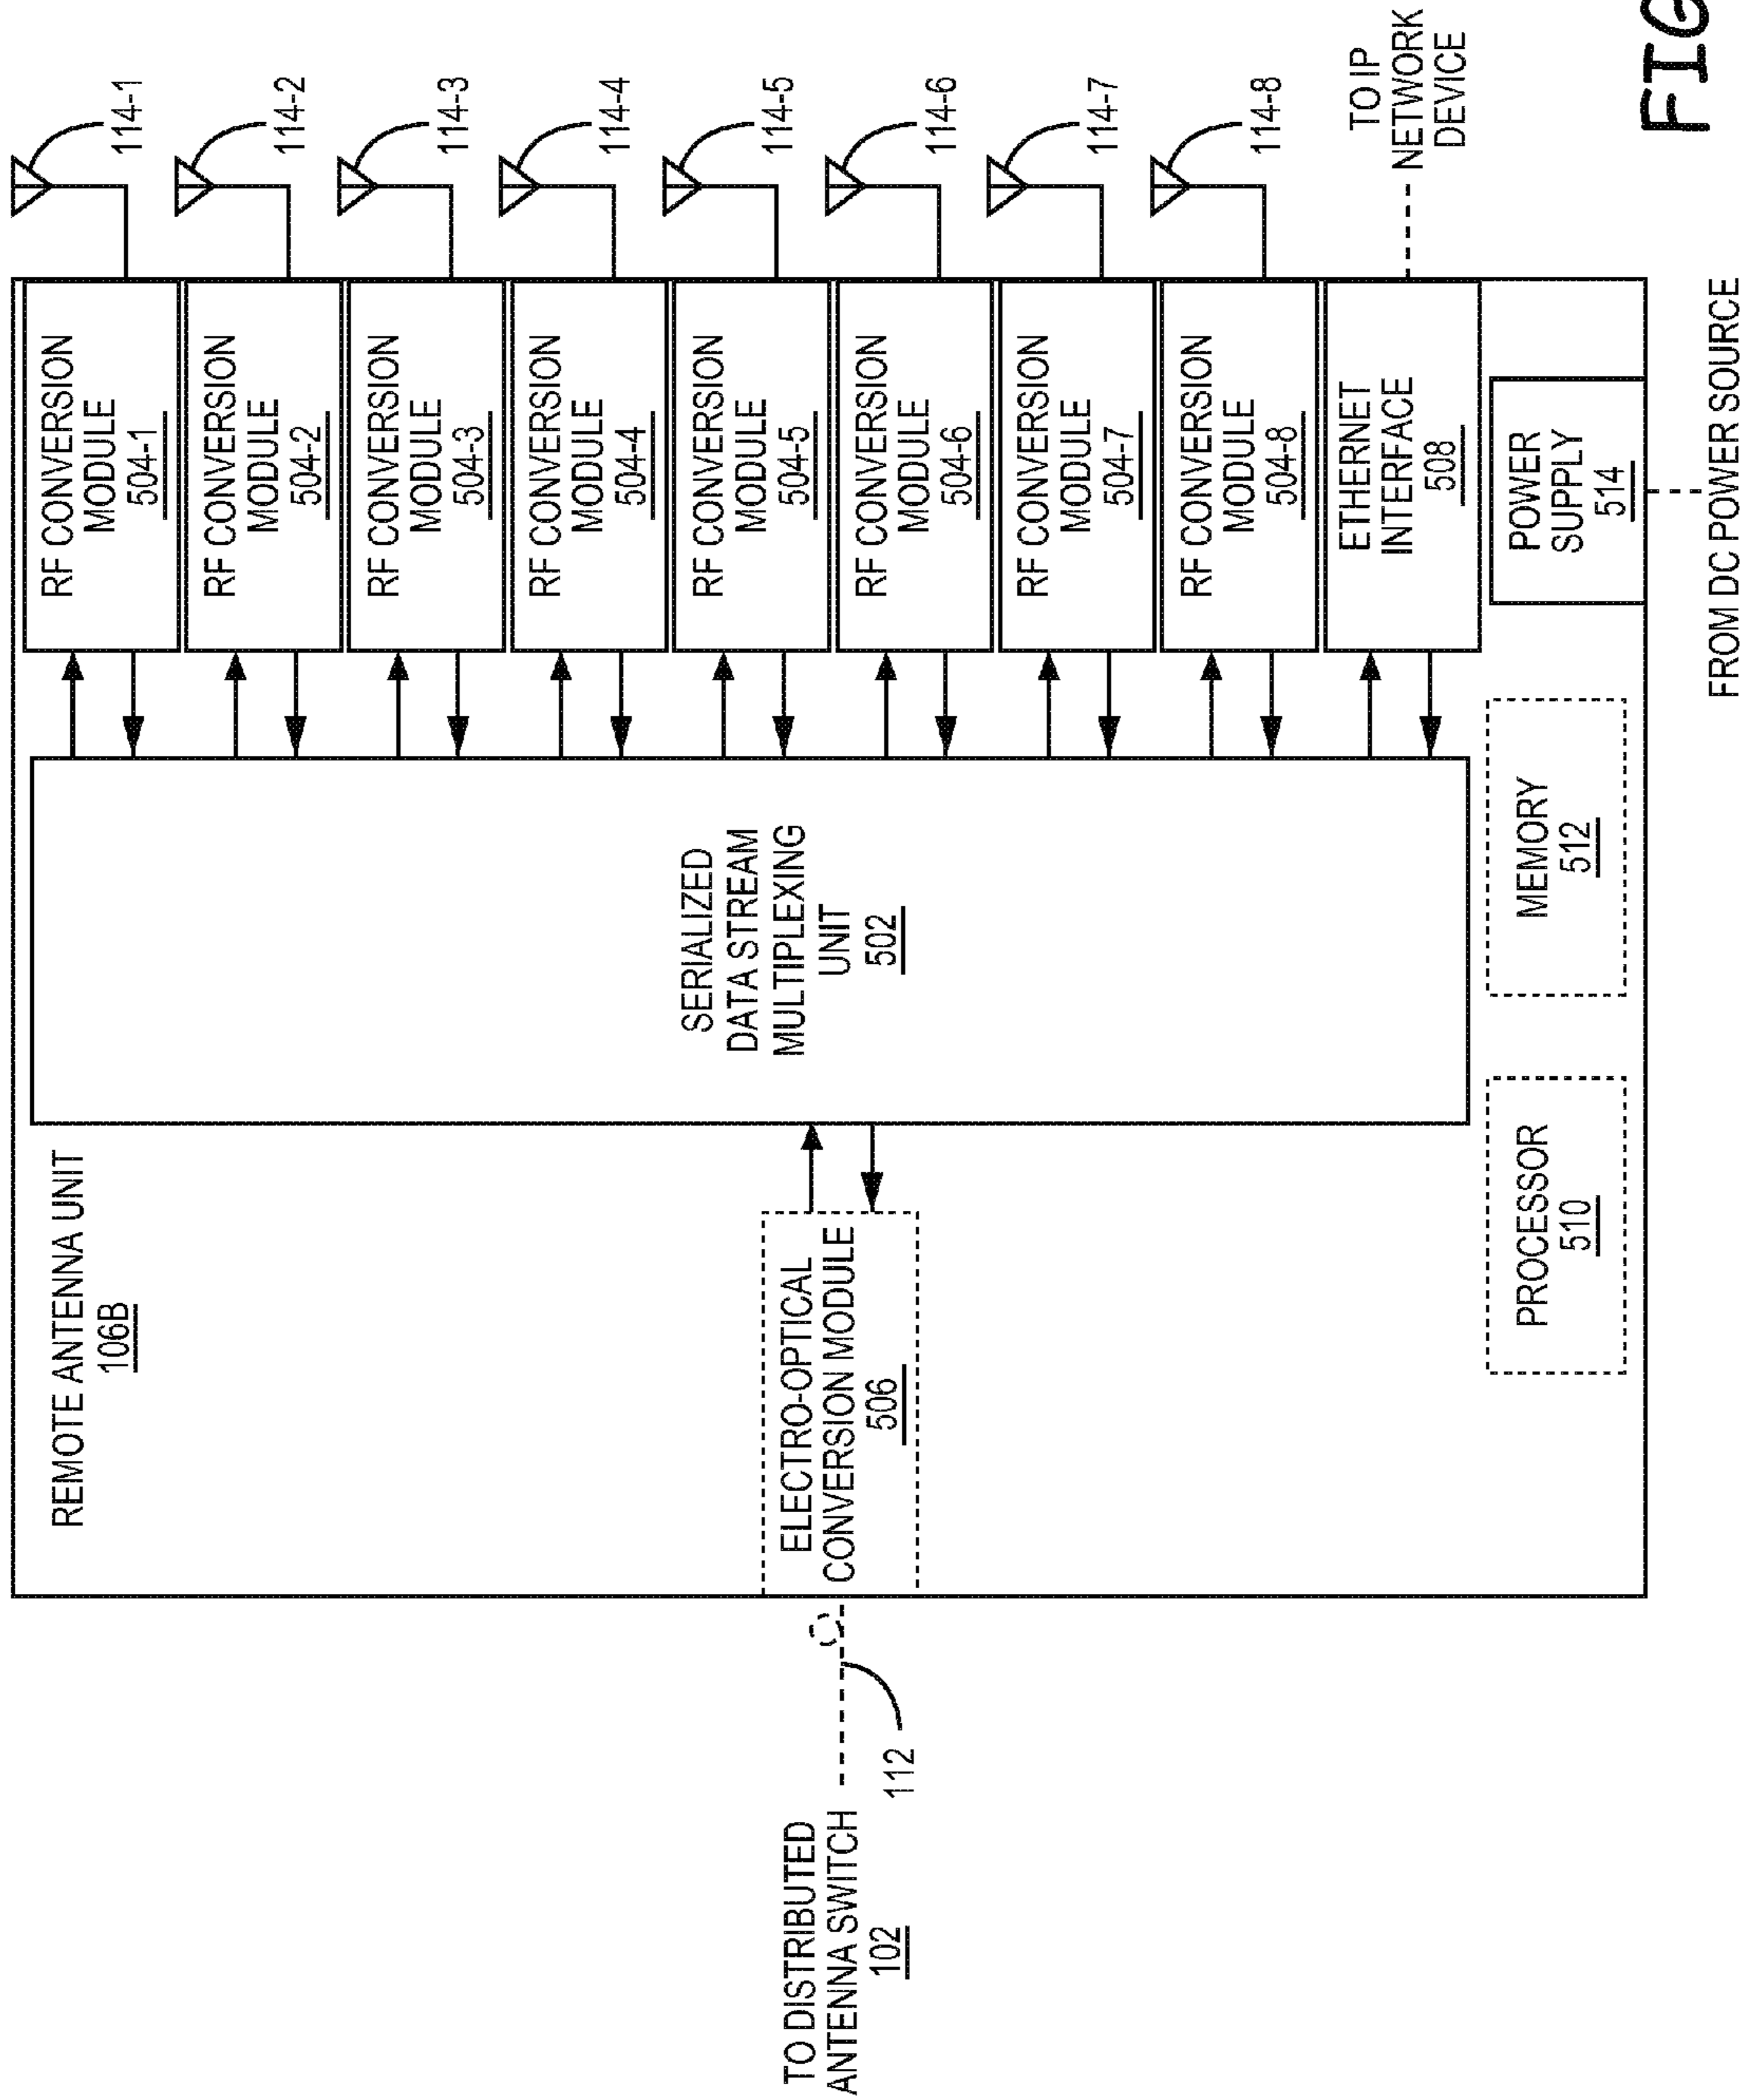 REMOTE ANTENNA UNIT
106B
TO DISTRIBUTED
ANTENNA SWITCH
102
112
ELECTRO-OPTICAL
CONVERSION MODULE
506
SERIALIZED
DATA STREAM
MULTIPLEXING
UNIT
502
RF CONVERSION
MODULE
504-1
114-1
RF CONVERSION
MODULE
504-2
114-2
RF CONVERSION
MODULE
504-3
114-3
RF CONVERSION
MODULE
504-4
114-4
RF CONVERSION
MODULE
504-5
114-5
RF CONVERSION
MODULE
504-6
114-6
RF CONVERSION
MODULE
504-7
114-7
RF CONVERSION
MODULE
504-8
114-8
ETHERNET
INTERFACE
508
TO IP
NETWORK
DEVICE
PROCESSOR
510
MEMORY
512
POWER
SUPPLY
514
FROM DC POWER SOURCE